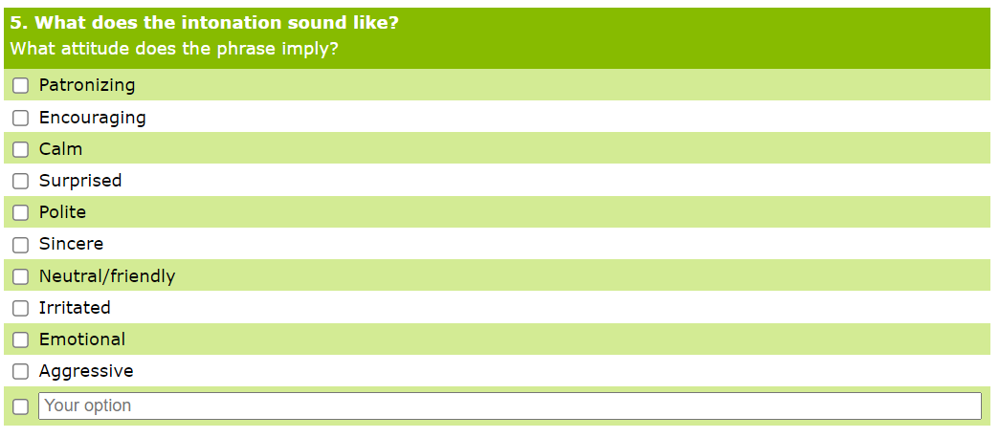 5. What does the intonation sound like?
What attitude does the phrase imply?
Patronizing
Encouraging
Calm
Surprised
Polite
Sincere
Neutral/friendly
Irritated
Emotional
Aggressive
Your option